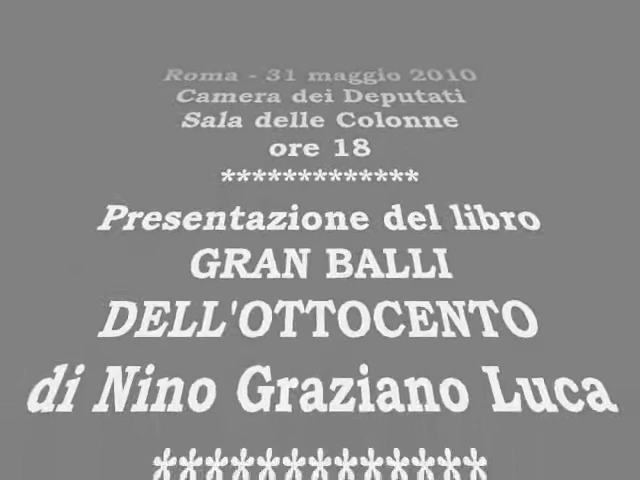 Roma - 31 maggio 2010
Camera dei Deputati
Sala delle Colonne
ore 18
*************
Presentazione del libro
GRAN BALLI
DELL'OTTOCENTO
di Nino Graziano Luca
*************